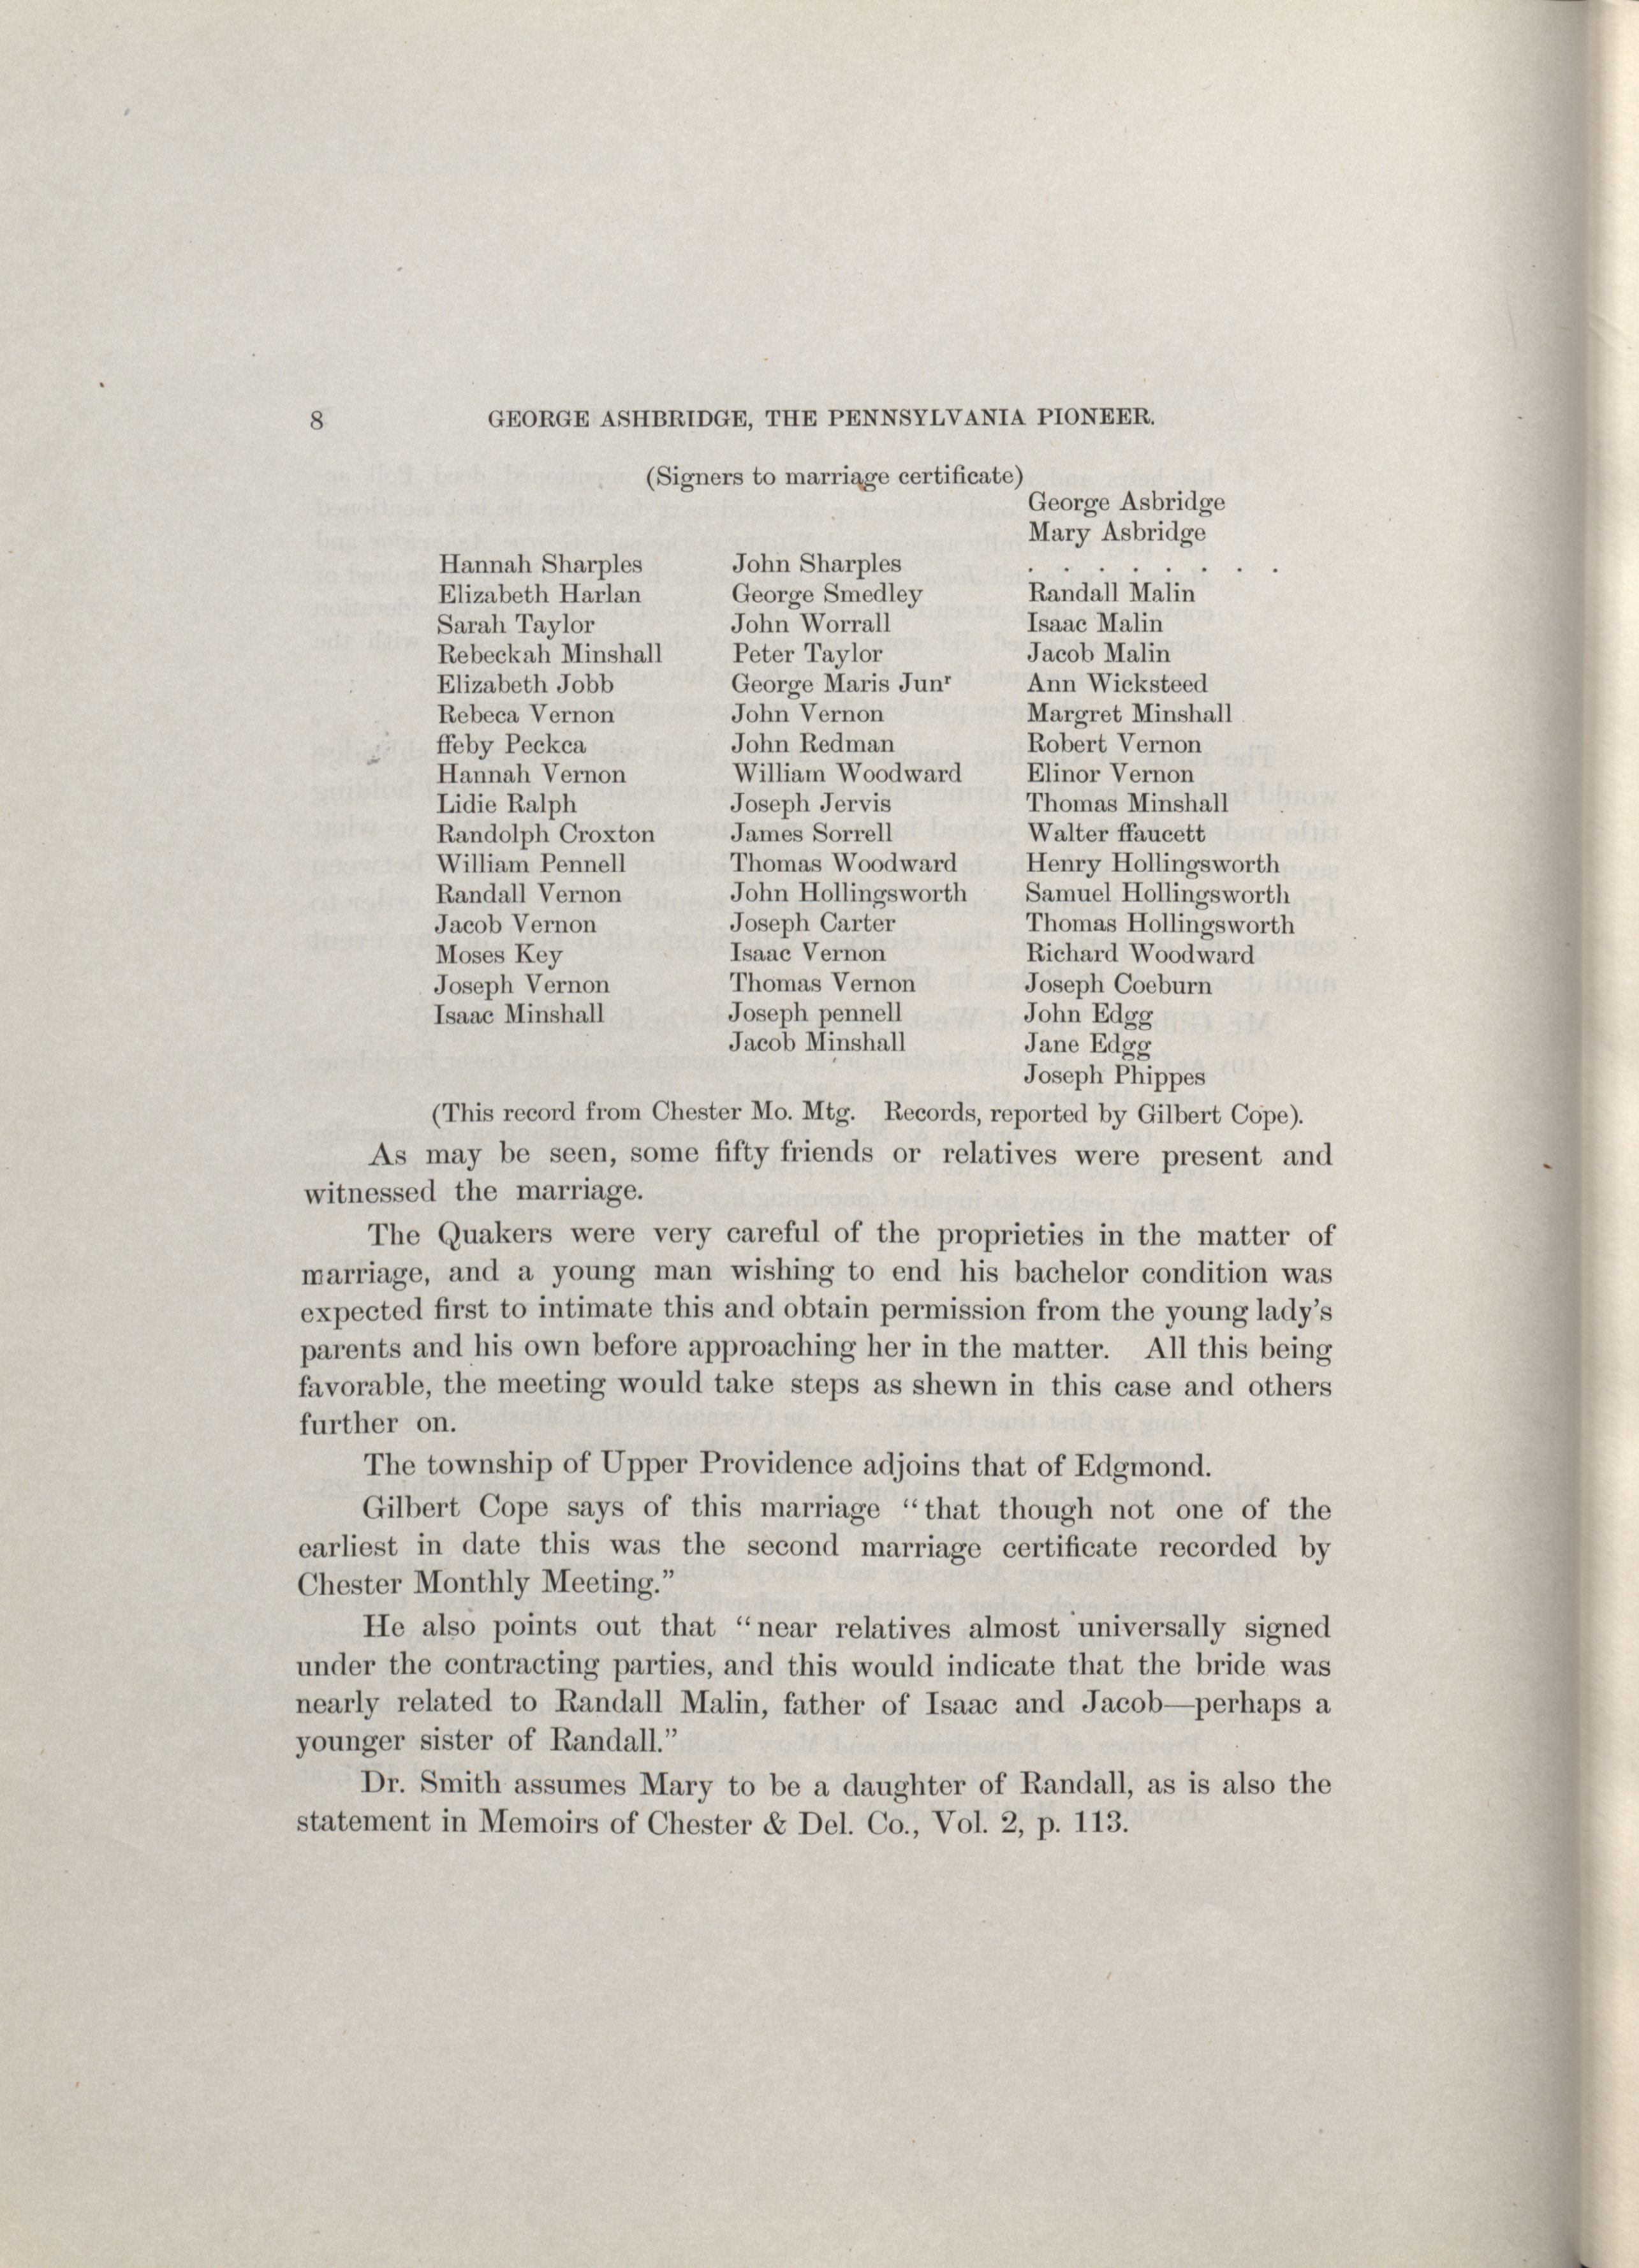 8 GEORGE ASHBRIDGE, THE PENNSYLVANIA PIONEER.
(Signers to marriage certificate)
George Asbridge
Mary Asbridge
Hannah Sharples John Sharples . . . . . . . .
Elizabeth Harlan George Smedley Randall Malin
Sarah Taylor John Worrall Isaac Malin
Rebeckah Minshall Peter Taylor Jacob Malin
Elizabeth Jobb George Maris Junʳ Ann Wicksteed
Rebeca Vernon John Vernon Margret Minshall
ffeby Peckca John Redman Robert Vernon
Hannah Vernon William Woodward Elinor Vernon
Lidie Ralph Joseph Jervis Thomas Minshall
Randolph Croxton James Sorrell Walter ffaucett
William Pennell Thomas Woodward Henry Hollingsworth
Randall Vernon John Hollingsworth Samuel Hollingsworth
Jacob Vernon Joseph Carter Thomas Hollingsworth
Moses Key Isaac Vernon Richard Woodward
Joseph Vernon Thomas Vernon Joseph Coeburn
Isaac Minshall Joseph pennell John Edgg
Jacob Minshall Jane Edgg
Joseph Phippes
(This record from Chester Mo. Mtg. Records, reported by Gilbert Cope).
As may be seen, some fifty friends or relatives were present and
witnessed the marriage.
The Quakers were very careful of the proprieties in the matter of
marriage, and a young man wishing to end his bachelor condition was
expected first to intimate this and obtain permission from the young lady's
parents and his own before approaching her in the matter. All this being
favorable, the meeting would take steps as shewn in this case and others
further on.
The township of Upper Providence adjoins that of Edgmond.
Gilbert Cope says of this marriage “that though not one of the
earliest in date this was the second marriage certificate recorded by
Chester Monthly Meeting.”
He also points out that “near relatives almost universally signed
under the contracting parties, and this would indicate that the bride was
nearly related to Randall Malin, father of Isaac and Jacob—perhaps a
younger sister of Randall.”
Dr. Smith assumes Mary to be a daughter of Randall, as is also the
statement in Memoirs of Chester & Del. Co., Vol. 2, p. 113.